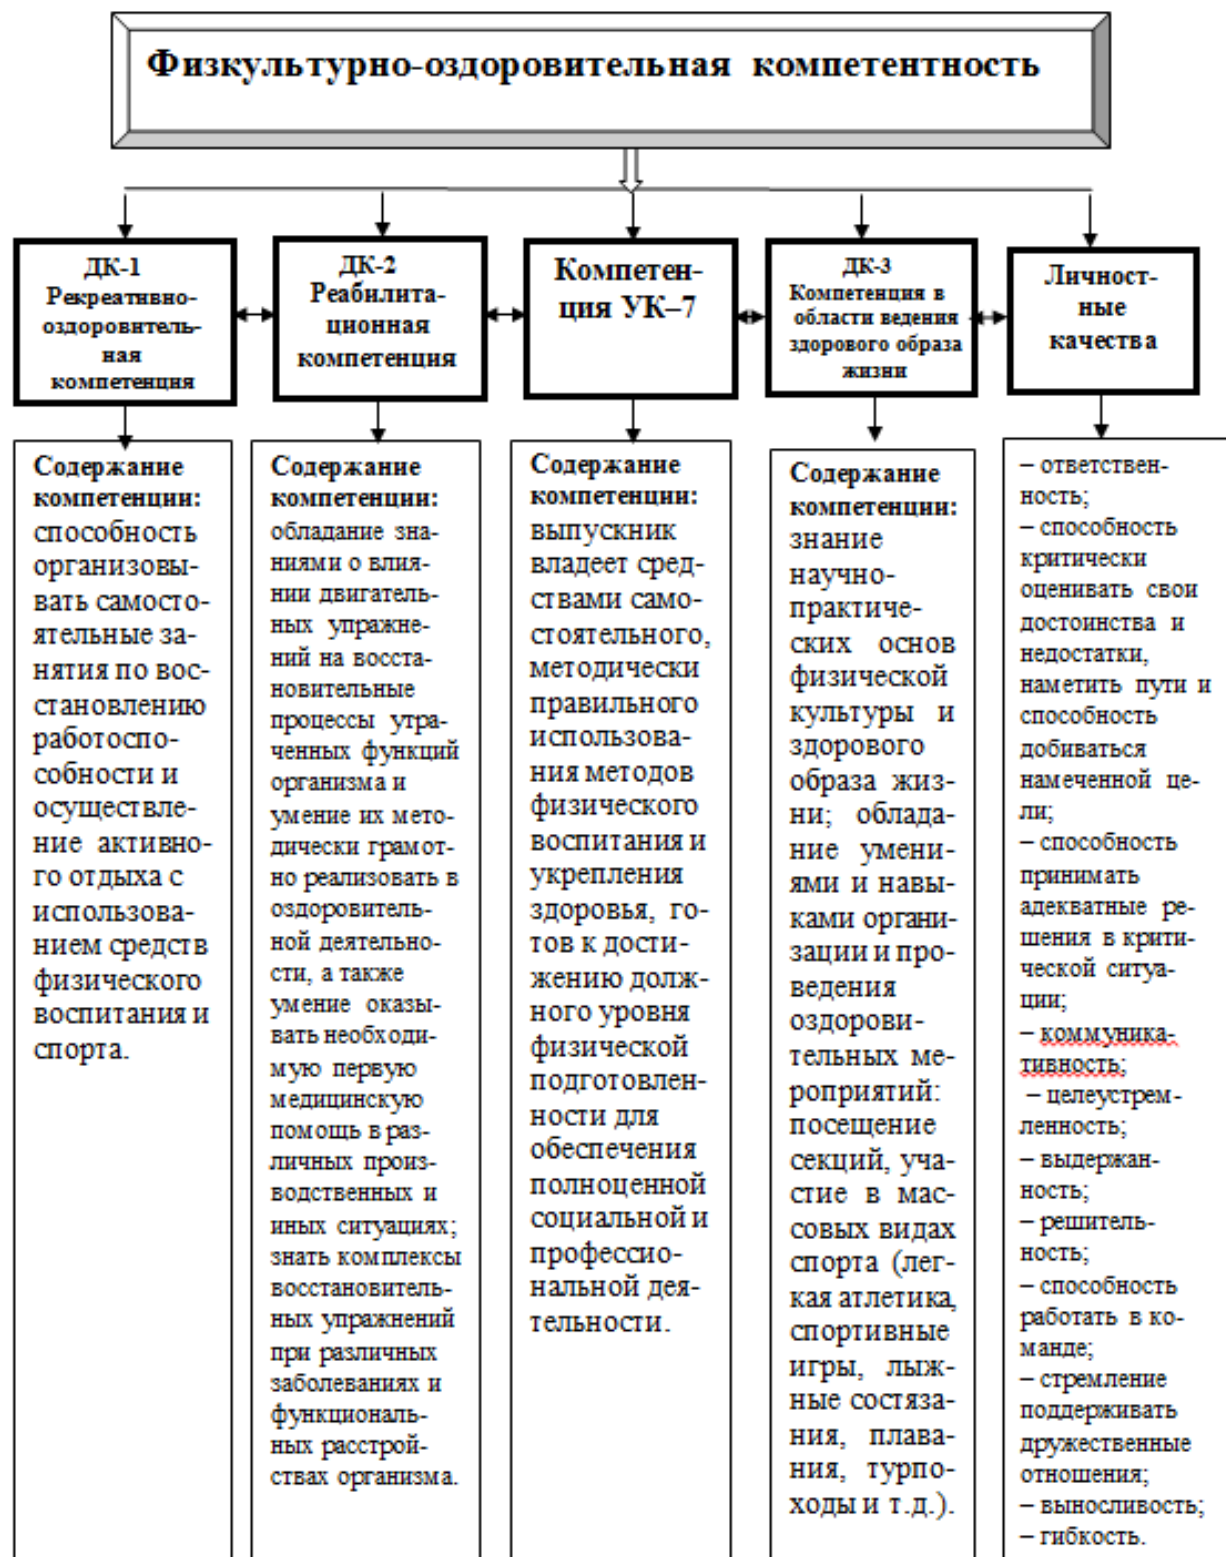 Физкультурно-оздоровительная компетентность
ДК-1
Рекреативно-
оздоровитель-
ная
компетенция
ДК-2
Реабилита-
ционная
компетенция
Компетен-
ция УК–7
ДК-3
Компетенция в
области ведения
здорового образа
жизни
Личност-
ные
качества
Содержание
компетенции:
способность
организовы-
вать самосто-
ятельные за-
нятия по вос-
становлению
работоспо-
собности и
осуществле-
ние активно-
го отдыха с
использова-
нием средств
физического
воспитания и
спорта.
Содержание
компетенции:
обладание зна-
ниями о влия-
нии двигатель-
ных упражне-
ний на восста-
новительные
процессы утра-
ченных функций
организма и
умение их мето-
дически грамот-
но реализовать в
оздоровитель-
ной деятельно-
сти, а также
умение оказы-
вать необходи-
мую первую
медицинскую
помощь в раз-
личных произ-
водственных и
иных ситуациях;
знать комплексы
восстановитель-
ных упражнений
при различных
заболеваниях и
функциональ-
ных расстрой-
ствах организма.
Содержание
компетенции:
выпускник
владеет сред-
ствами само-
стоятельного,
методически
правильного
использова-
ния методов
физического
воспитания и
укрепления
здоровья, го-
тов к дости-
жению долж-
ного уровня
физической
подготовлен-
ности для
обеспечения
полноценной
социальной и
профессио-
нальной дея-
тельности.
Содержание
компетенции:
знание
научно-
практиче-
ских основ
физической
культуры и
здорового
образа жиз-
ни; облада-
ние умени-
ями и навы-
ками органи-
зации и про-
ведения
оздорови-
тельных ме-
роприятий:
посещение
секций, уча-
стие в мас-
совых видах
спорта (лег-
кая атлетика,
спортивные
игры, лыж-
ные состяза-
ния, плава-
ния, турпо-
ходы и т.д.).
– ответствен-
ность;
– способность
критически
оценивать свои
достоинства и
недостатки,
наметить пути и
способность
добиваться
намеченной це-
ли;
– способность
принимать
адекватные ре-
шения в крити-
ческой ситуа-
ции;
– коммуника-
тивность;
– целеустрем-
ленность;
– выдержан-
ность;
– решитель-
ность;
– способность
работать в ко-
манде;
– стремление
поддерживать
дружественные
отношения;
– выносливость;
– гибкость.